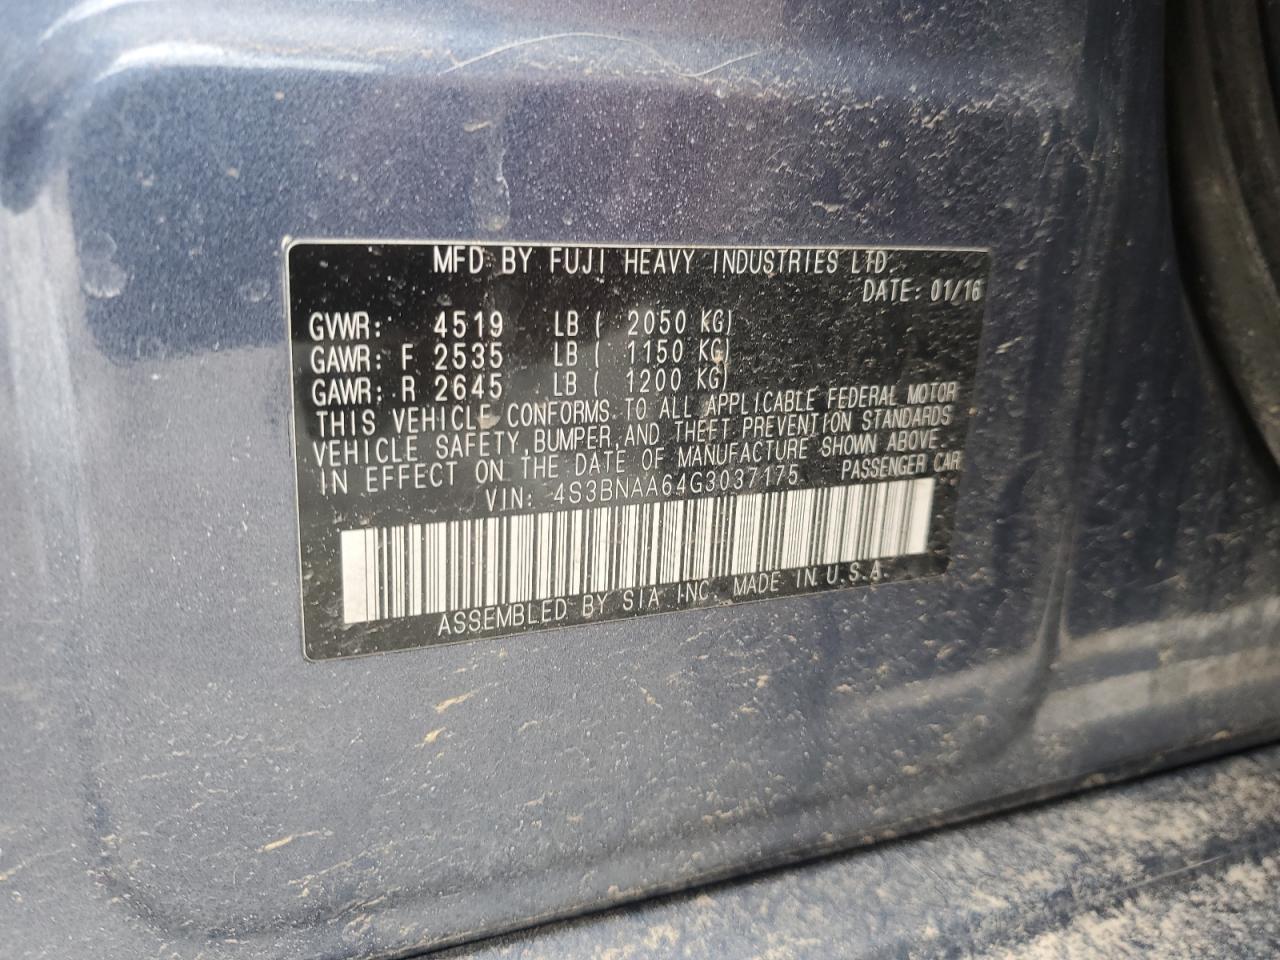 MFD BY FUJI HEAVY INDUSTRIES LTD.
DATE: 01/16
GVWR: 4519 LB ( 2050 KG)
GAWR: F 2535 LB ( 1150 KG)
GAWR: R 2645 LB ( 1200 KG)
THIS VEHICLE CONFORMS TO ALL APPLICABLE FEDERAL MOTOR
VEHICLE SAFETY, BUMPER, AND THEFT PREVENTION STANDARDS
IN EFFECT ON THE DATE OF MANUFACTURE SHOWN ABOVE.
VIN: 4S3BNAA64G3037175 PASSENGER CAR
ASSEMBLED BY SIA INC. MADE IN U.S.A.